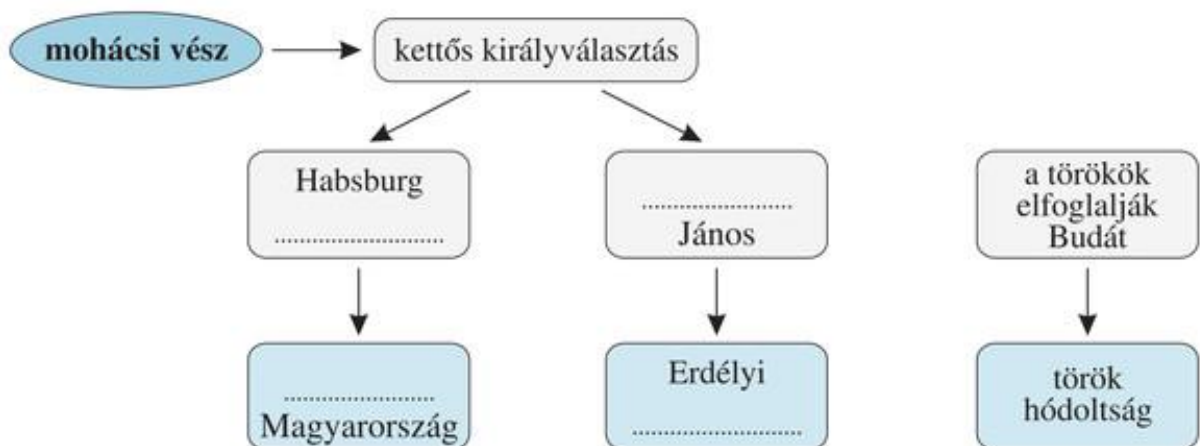 mohácsi vész
kettős királyválasztás
Habsburg
........................
.....................
János
a törökök
elfoglalják
Budát
.....................
Magyarország
Erdélyi
........................
török
hódoltság